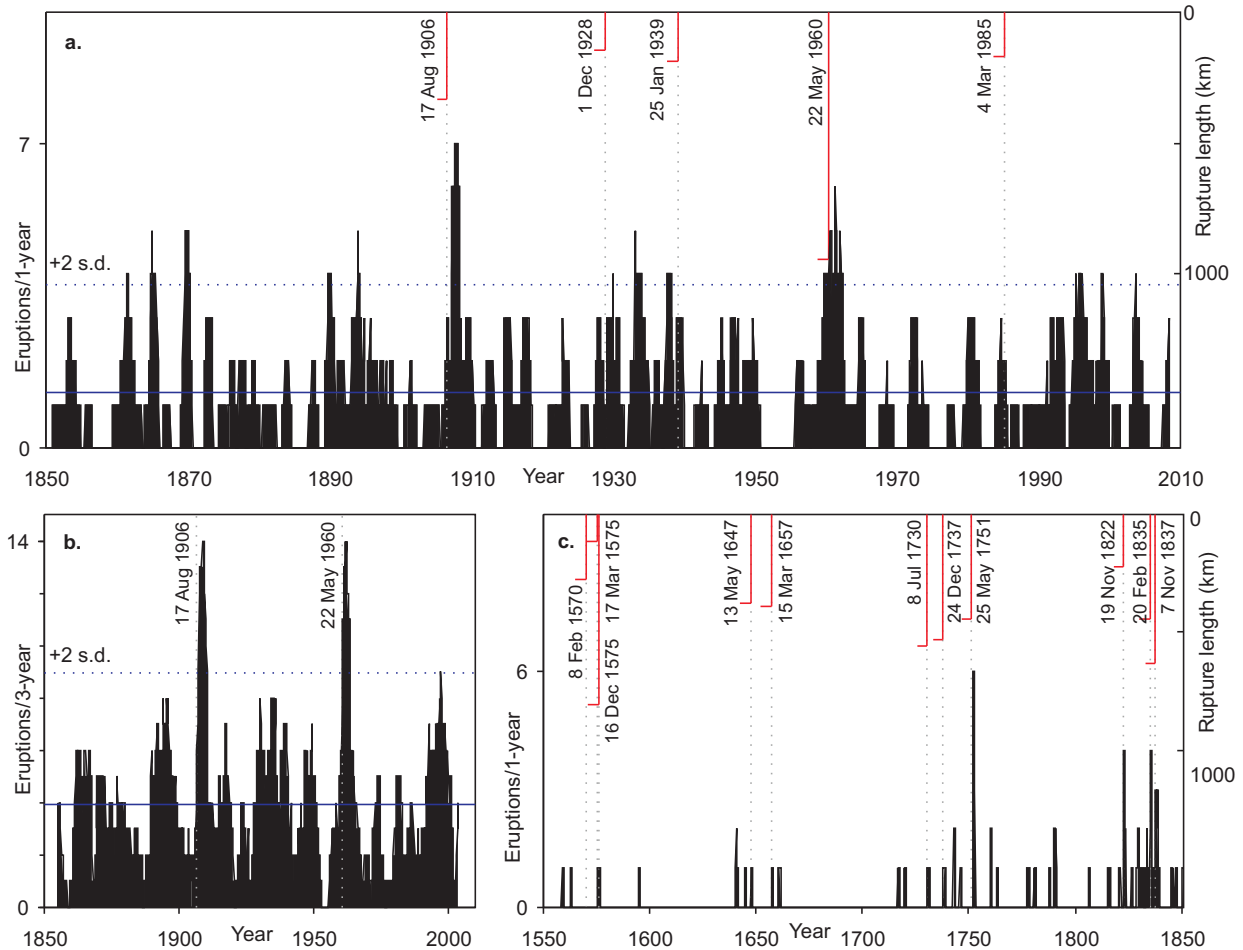 a.
17 Aug 1906
1 Dec 1928
25 Jan 1939
22 May 1960
4 Mar 1985
0
1000
Rupture length (km)
7
0
Eruptions/1-year
+2 s.d.
1850
1870
1890
1910
1930
1950
1970
1990
2010
Year
b.
17 Aug 1906
22 May 1960
14
0
Eruptions/3-year
+2 s.d.
1850
1900
1950
2000
Year
c.
8 Feb 1570
17 Mar 1575
16 Dec 1575
13 May 1647
15 Mar 1657
8 Jul 1730
24 Dec 1737
25 May 1751
19 Nov 1822
20 Feb 1835
7 Nov 1837
0
1000
Rupture length (km)
6
0
Eruptions/1-year
1550
1600
1650
1700
1750
1800
1850
Year